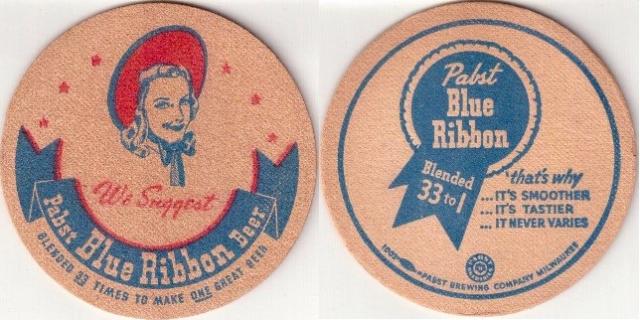 We Suggest
Pabst Blue Ribbon Beer
BLENDED 33 TIMES TO MAKE ONE GREAT BEER
Pabst
Blue
Ribbon
Blended
33 to 1
that's why
...IT'S SMOOTHER
...IT'S TASTIER
...IT NEVER VARIES
PABST BREWING COMPANY MILWAUKEE